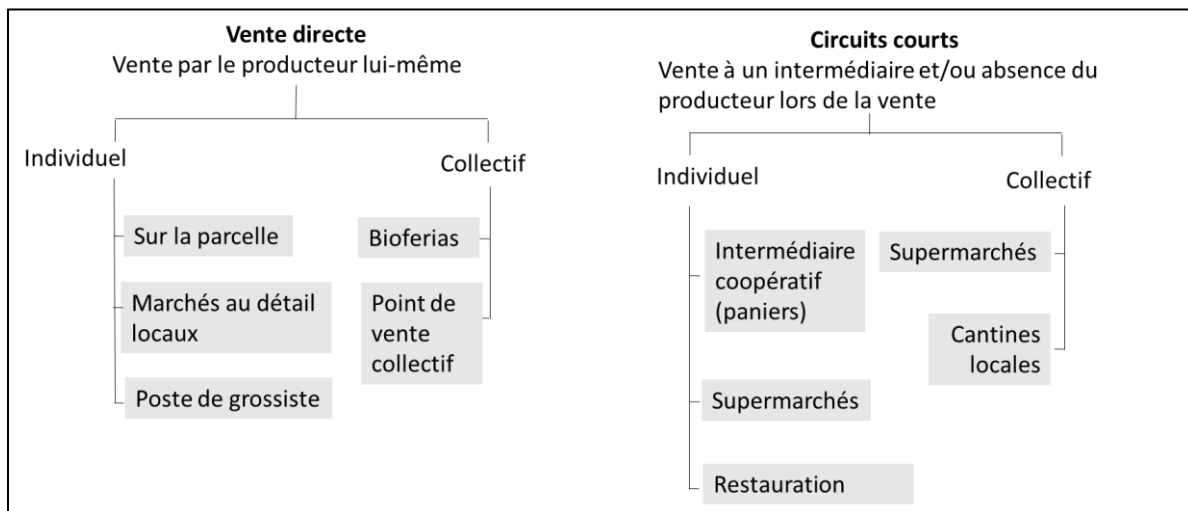 Vente directe
Vente par le producteur lui-même
Individuel
Collectif
Sur la parcelle
Marchés au détail
locaux
Poste de grossiste
Bioferias
Point de
vente
collectif
Circuits courts
Vente à un intermédiaire et/ou absence du
producteur lors de la vente
Individuel
Collectif
Intermédiaire
coopératif
(paniers)
Supermarchés
Restauration
Supermarchés
Cantines
locales